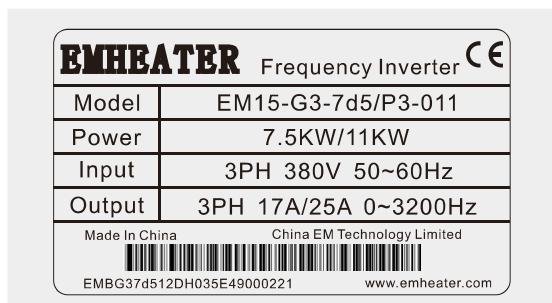 EMHEATER Frequency Inverter CE
Model EM15-G3-7d5/P3-011
Power 7.5KW/11KW
Input 3PH 380V 50~60Hz
Output 3PH 17A/25A 0~3200Hz
Made In China China EM Technology Limited
EMBG37d512DH035E49000221 www.emheater.com